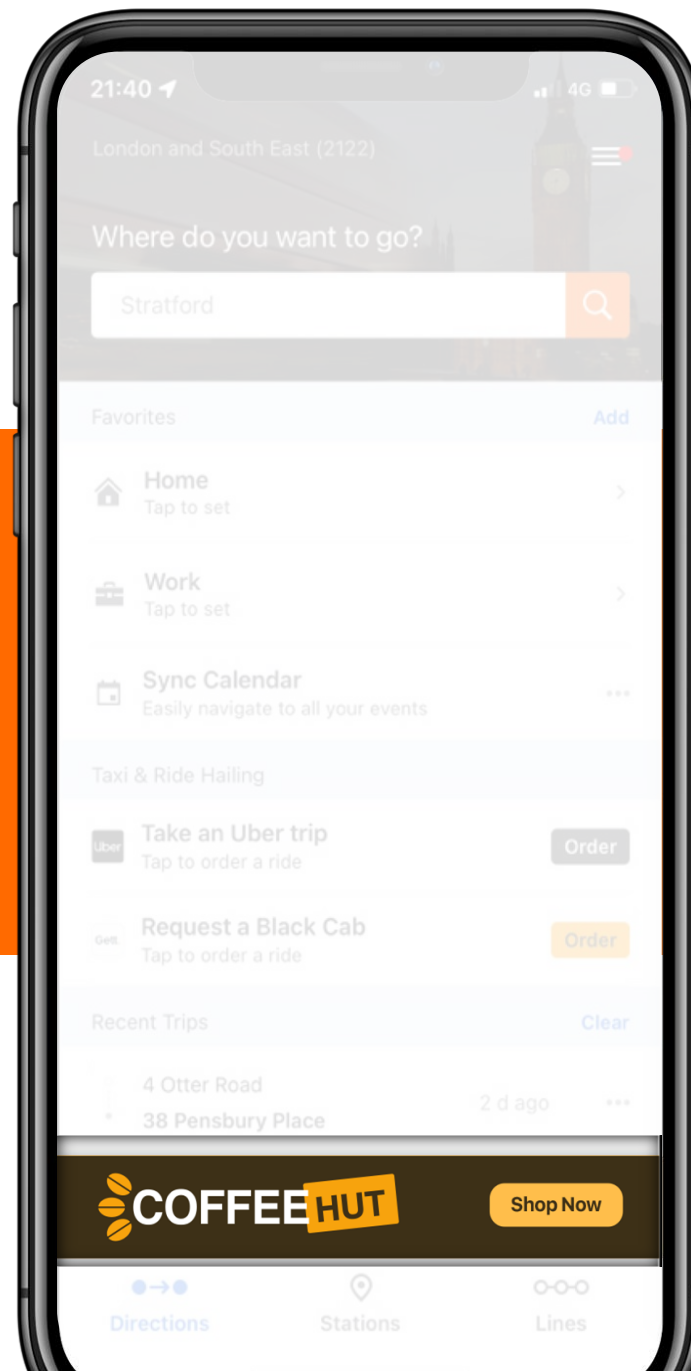 21:40
4G
London and South East (2122)
Where do you want to go?
Stratford
Favorites
Add
Home
Tap to set
Work
Tap to set
Sync Calendar
Easily navigate to all your events
Taxi & Ride Hailing
Uber
Take an Uber trip
Tap to order a ride
Order
Gett
Request a Black Cab
Tap to order a ride
Order
Recent Trips
Clear
4 Otter Road
38 Pensbury Place
2 d ago
COFFEE HUT
Shop Now
Directions
Stations
Lines